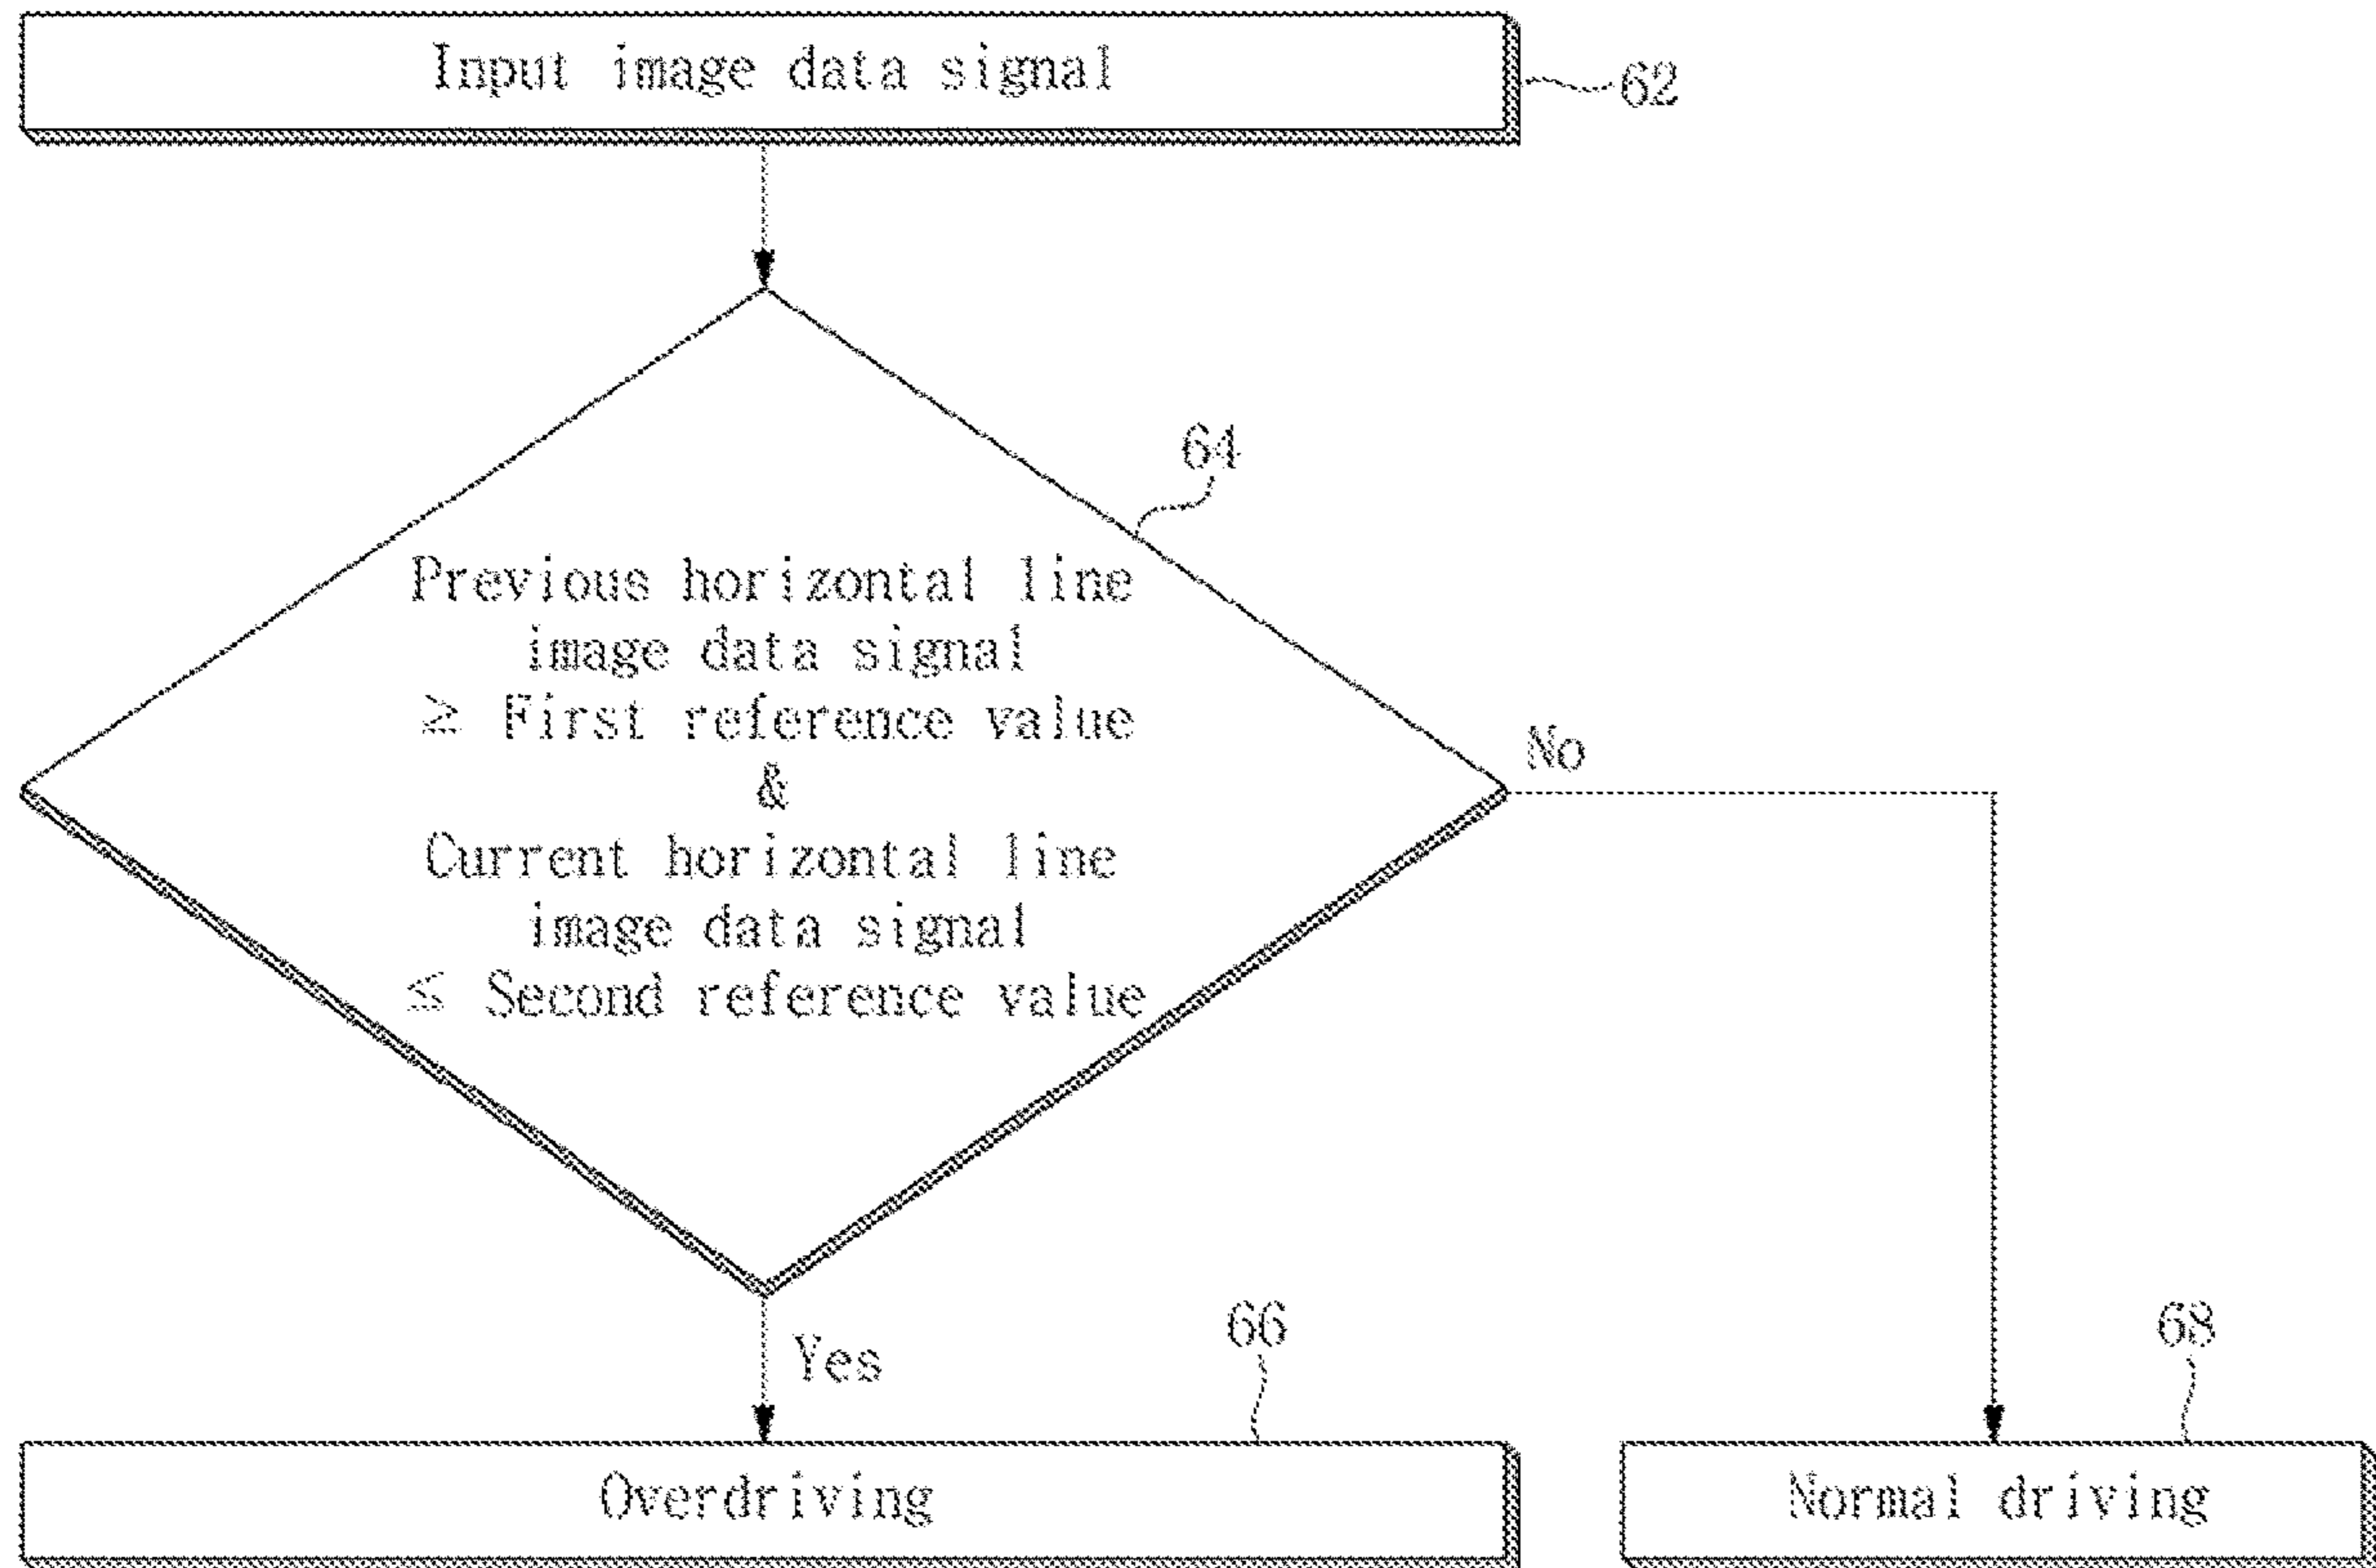 Input image data signal
62
64
Previous horizontal line
image data signal
≥ First reference value
&
Current horizontal line
image data signal
≤ Second reference value
No
Yes
66
68
Overdriving
Normal driving